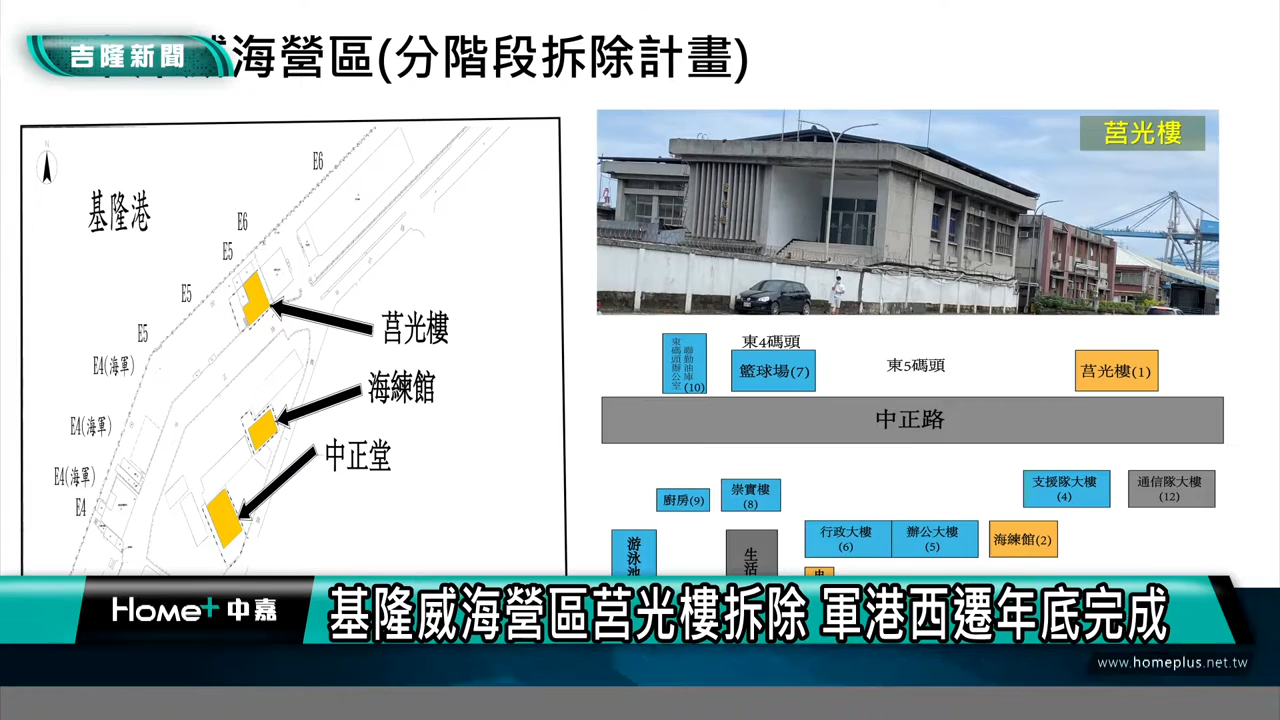 吉隆新聞
海營區(分階段拆除計畫)
N
基隆港
E6
E6
E5
E5
E5
E4(海軍)
E4(海軍)
E4(海軍)
E4
莒光樓
海練館
中正堂
莒光樓
東碼頭辦公室
聯勤油庫
(10)
東4碼頭
籃球場(7)
東5碼頭
莒光樓(1)
中正路
廚房(9)
崇實樓
(8)
支援隊大樓
(4)
通信隊大樓
(12)
游泳池
生活
行政大樓
(6)
辦公大樓
(5)
海練館(2)
Home+中嘉
基隆威海營區莒光樓拆除 軍港西遷年底完成
www.homeplus.net.tw